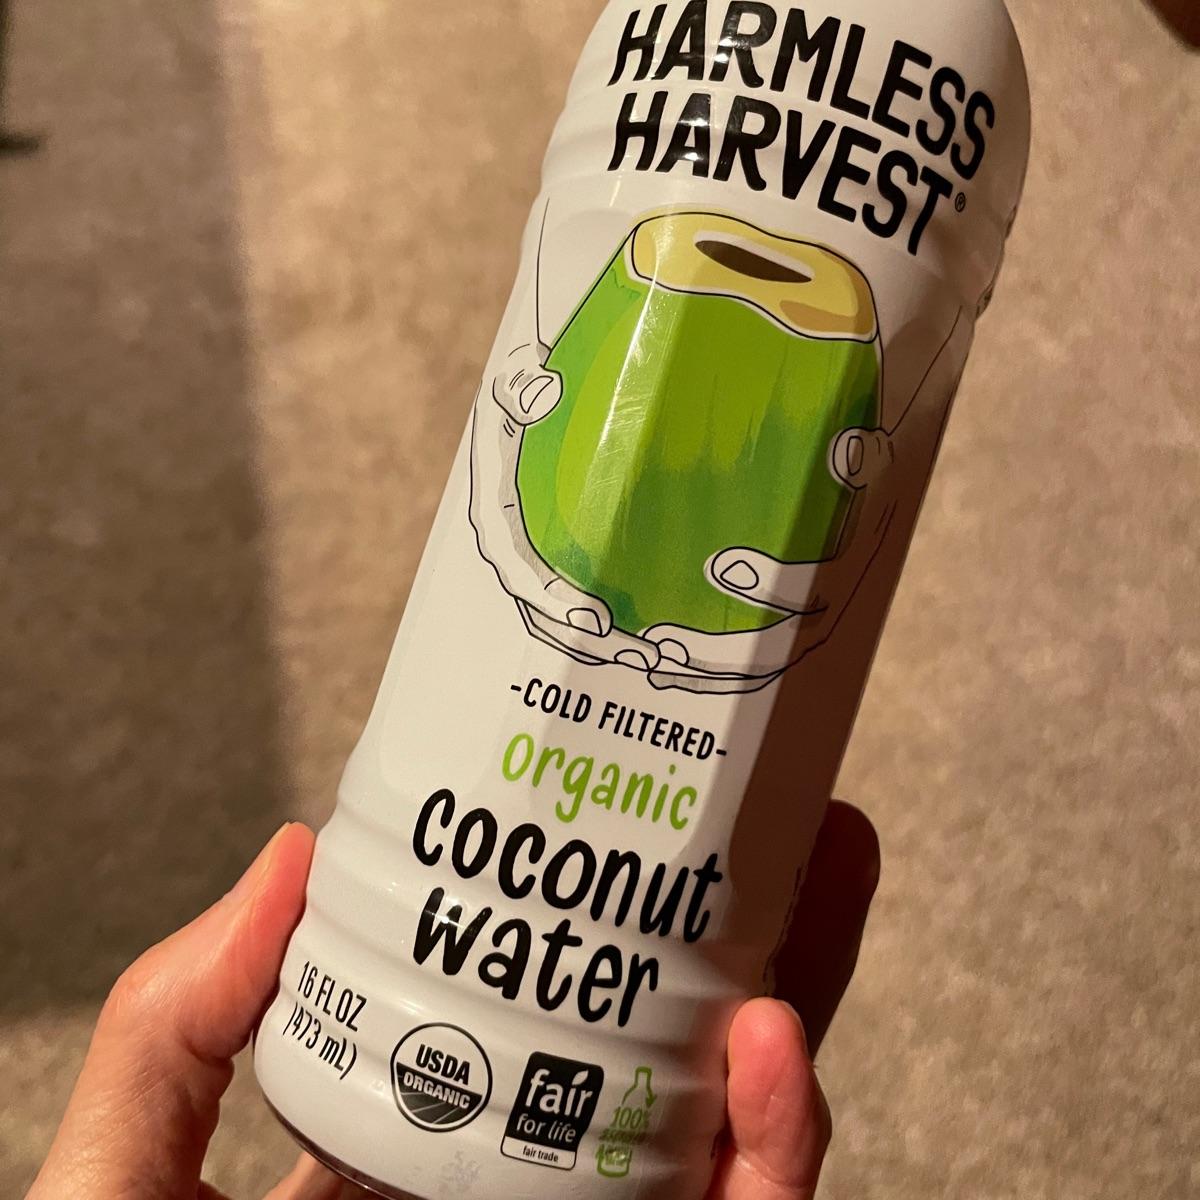 HARMLESS
HARVEST®
-COLD FILTERED-
organic
coconut
water
16 FL OZ
(473 mL)
USDA
ORGANIC
fair
for life
fair trade
100%